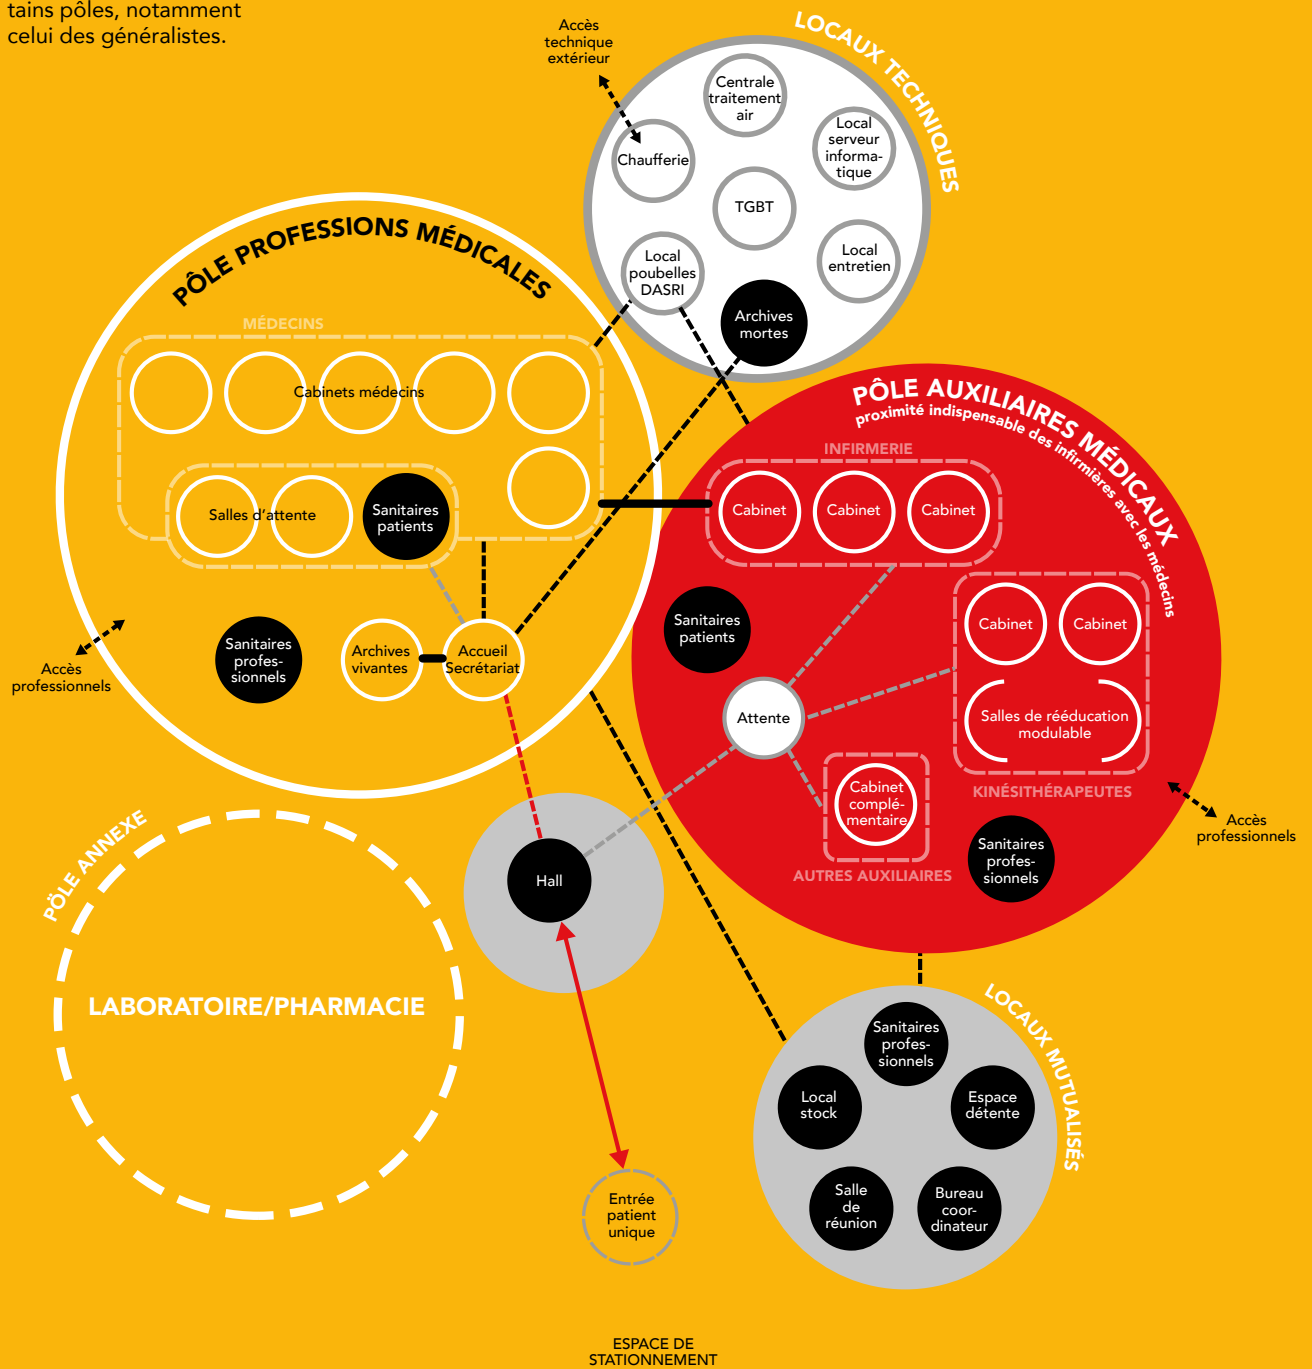 tains pôles, notamment
celui des généralistes.
Accès
technique
extérieur
LOCAUX TECHNIQUES
Centrale
traitement
air
Local
serveur
informa-
tique
Chaufferie
TGBT
Local
entretien
Local
poubelles
DASRI
Archives
mortes
PÔLE PROFESSIONS MÉDICALES
MÉDECINS
Cabinets médecins
Salles d'attente
Sanitaires
patients
Sanitaires
profes-
sionnels
Archives
vivantes
Accueil
Secrétariat
Accès
professionnels
PÔLE AUXILIAIRES MÉDICAUX
proximité indispensable des infirmières avec les médecins
INFIRMERIE
Cabinet
Cabinet
Cabinet
Sanitaires
patients
Cabinet
Cabinet
Salles de rééducation
modulable
KINÉSITHÉRAPEUTES
Attente
Cabinet
complé-
mentaire
AUTRES AUXILIAIRES
Sanitaires
profes-
sionnels
Accès
professionnels
Hall
PÖLE ANNEXE
LABORATOIRE/PHARMACIE
LOCAUX MUTUALISÉS
Sanitaires
profes-
sionnels
Local
stock
Espace
détente
Salle
de
réunion
Bureau
coor-
dinateur
Entrée
patient
unique
ESPACE DE
STATIONNEMENT